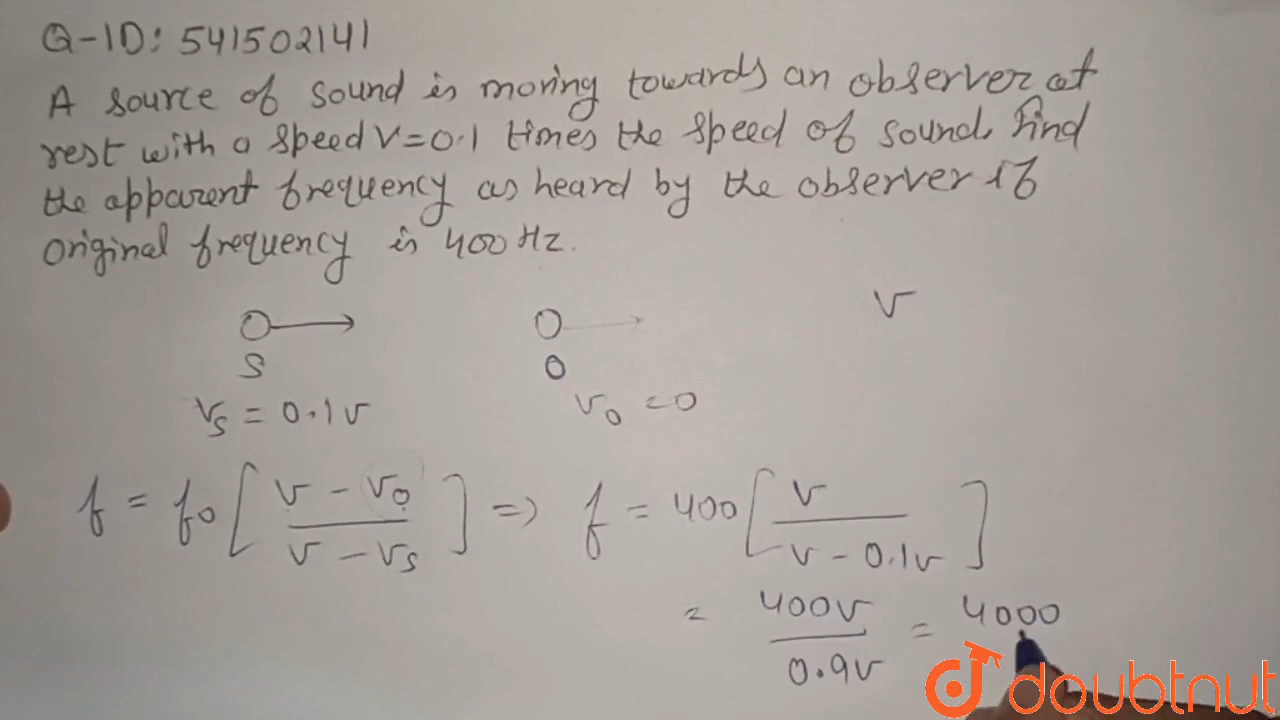 Q-ID: 541502141
A source of sound is moving towards an observer at
rest with a speed V=0.1 times the speed of sound. Find
the apparent frequency as heard by the observer if
original frequency is 400 Hz.
v
S O
vs = 0.1v vo = 0
f = f0 [ v - vo / v - vs ] => f = 400 [ v / v - 0.1v ]
= 400v / 0.9v = 4000
doubtnut